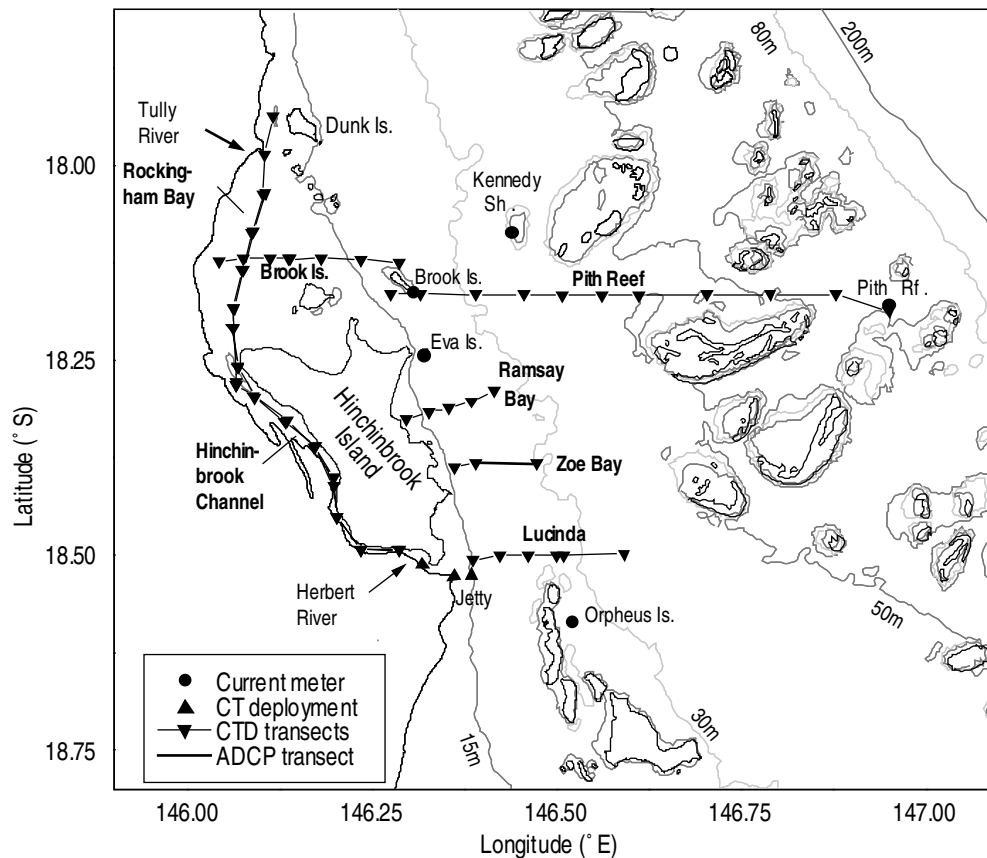 80m
200m
Tully
River
Dunk Is.
18.00
Rocking-
ham Bay
Kennedy
Sh.
Brook Is.
Brook Is.
Pith Reef
Pith Rf.
18.25
Eva Is.
Ramsay
Bay
Hinchinbrook
Island
Hinchin-
brook
Channel
Zoe Bay
Latitude (° S)
18.50
Lucinda
Herbert
River
Jetty
Orpheus Is.
50m
Current meter
CT deployment
CTD transects
ADCP transect
15m
30m
18.75
146.00
146.25
146.50
146.75
147.00
Longitude (° E)